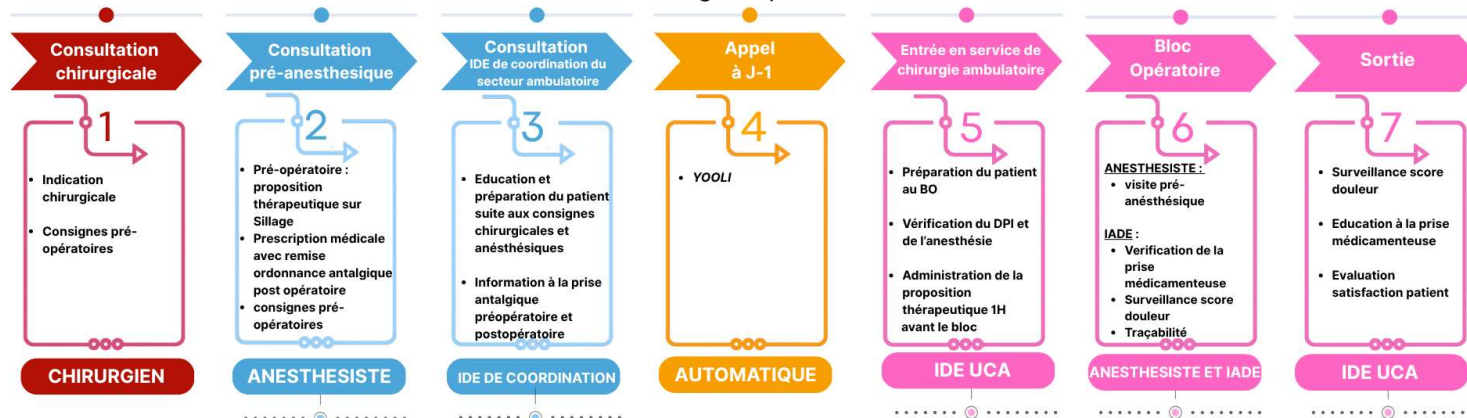 Consultation
chirurgicale
1
• Indication
chirurgicale
• Consignes pré-
opératoires
CHIRURGIEN
Consultation
pré-anesthesique
2
• Pré-opératoire :
proposition
thérapeutique sur
Sillage
• Prescription médicale
avec remise
ordonnance antalgique
post opératoire
• consignes pré-
opératoires
ANESTHESISTE
Consultation
IDE de coordination du
secteur ambulatoire
3
• Education et
préparation du patient
suite aux consignes
chirurgicales et
anésthésiques
• Information à la prise
antalgique
préopératoire et
postopératoire
IDE DE COORDINATION
Appel
à J-1
4
• YOOLI
AUTOMATIQUE
Entrée en service de
chirurgie ambulatoire
5
• Préparation du patient
au BO
• Vérification du DPI et
de l'anesthésie
• Administration de la
proposition
thérapeutique 1H
avant le bloc
IDE UCA
Bloc
Opératoire
6
ANESTHESISTE :
• visite pré-
anésthésique
IADE :
• Verification de la
prise
médicamenteuse
• Surveillance score
douleur
• Traçabilité
ANESTHESISTE ET IADE
Sortie
7
• Surveillance score
douleur
• Education à la prise
médicamenteuse
• Evaluation
satisfaction patient
IDE UCA